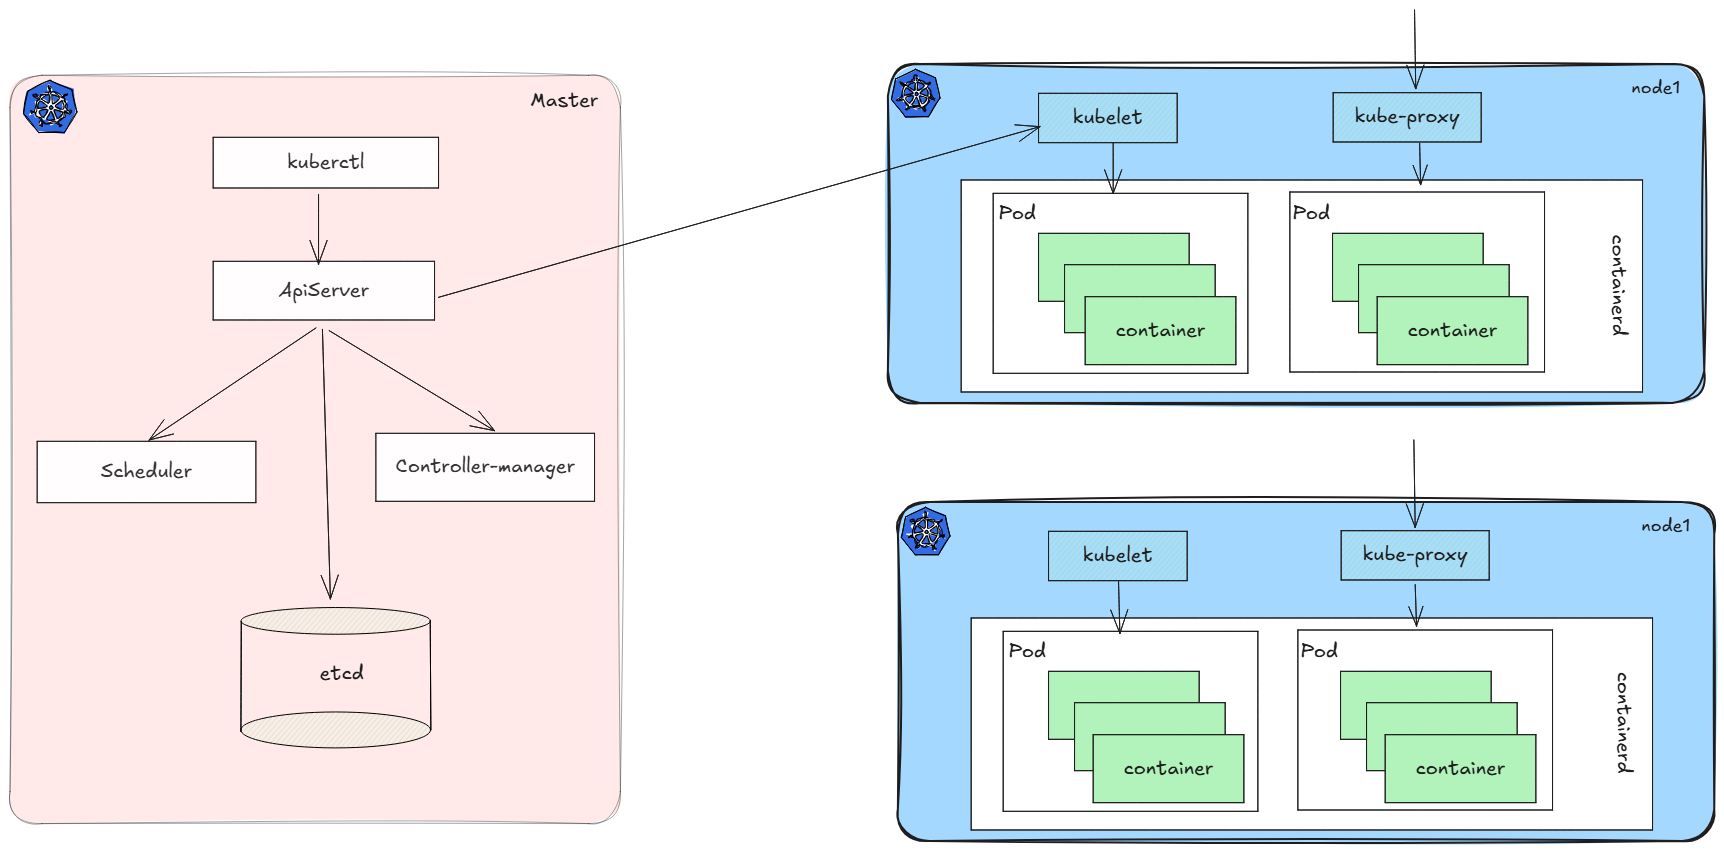 Master
kuberctl
ApiServer
Scheduler
Controller-manager
etcd
node1
kubelet
kube-proxy
Pod
container
Pod
container
containerd
node1
kubelet
kube-proxy
Pod
container
Pod
container
containerd